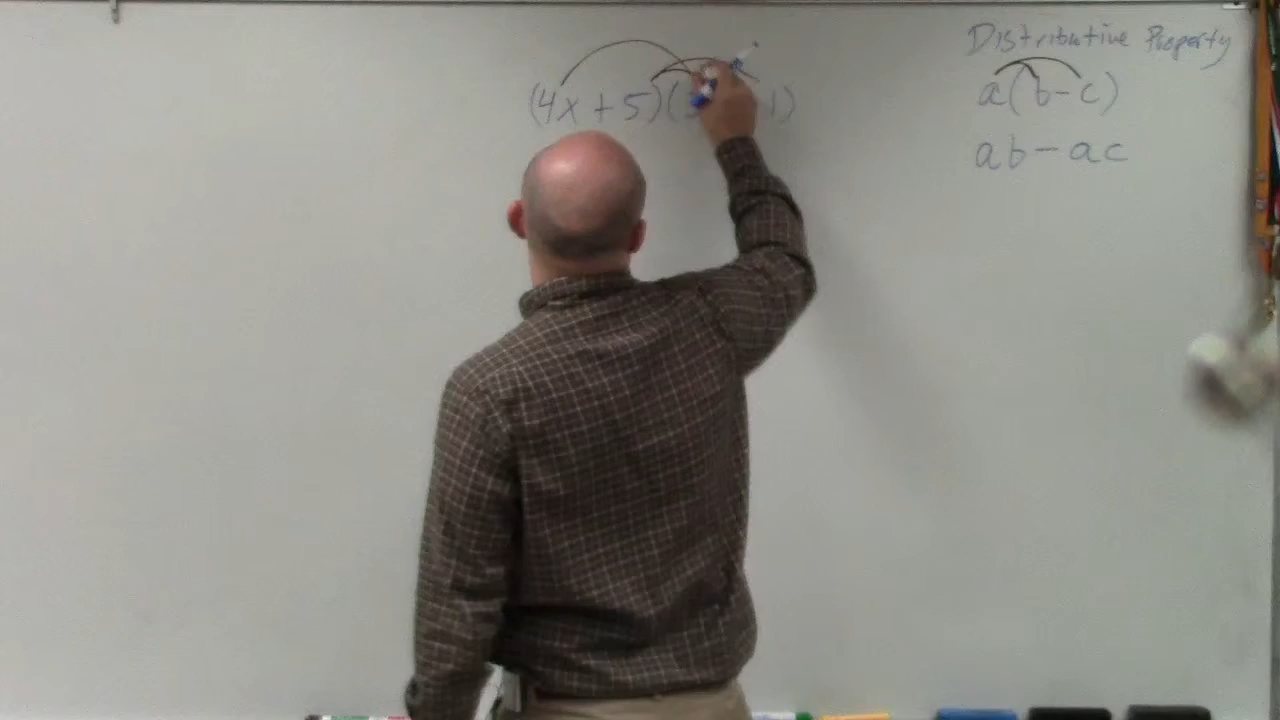 Distributive Property
(4x + 5)( 1)
a(b - c)
ab - ac